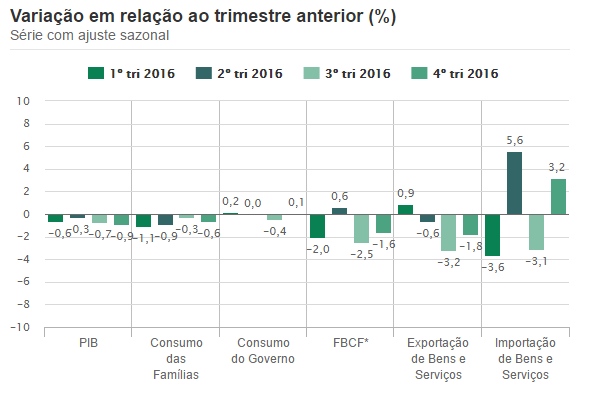 Variação em relação ao trimestre anterior (%)
Série com ajuste sazonal
1º tri 2016 2º tri 2016 3º tri 2016 4º tri 2016
10
8
6
4
2
0
−2
−4
−6
−8
−10
−0,6 −0,3 −0,7 −0,9
−1,1 −0,9 −0,3 −0,6
0,2 0,0 −0,4 0,1
−2,0 0,6 −2,5 −1,6
0,9 −0,6 −3,2 −1,8
−3,6 5,6 −3,1 3,2
PIB
Consumo
das
Famílias
Consumo
do Governo
FBCF*
Exportação
de Bens e
Serviços
Importação
de Bens e
Serviços